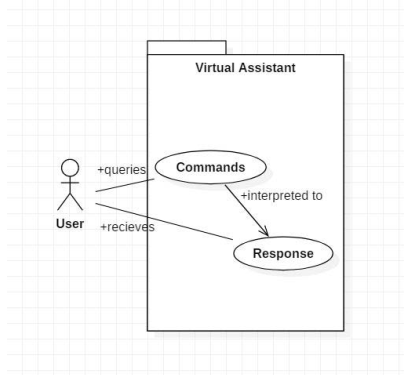 Virtual Assistant
+queries
Commands
+interpreted to
User
+recieves
Response